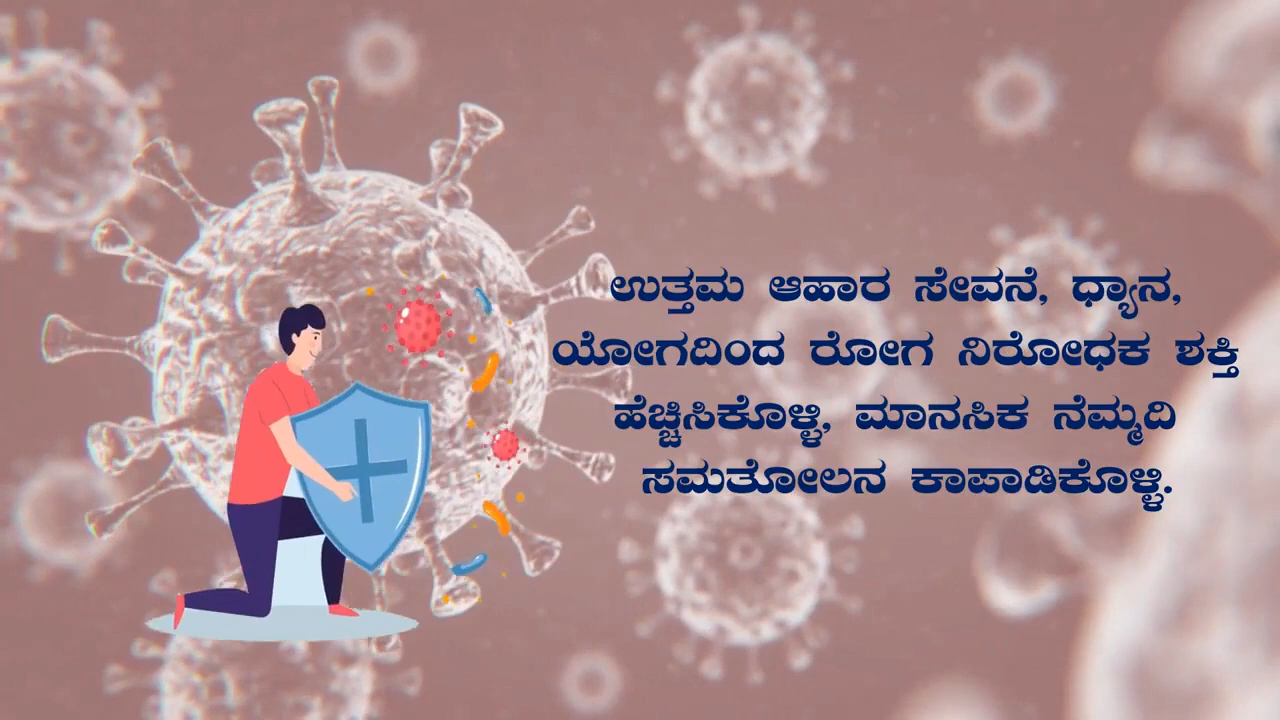 ಉತ್ತಮ ಆಹಾರ ಸೇವನೆ, ಧ್ಯಾನ,
ಯೋಗದಿಂದ ರೋಗ ನಿರೋಧಕ ಶಕ್ತಿ
ಹೆಚ್ಚಿಸಿಕೊಳ್ಳಿ, ಮಾನಸಿಕ ನೆಮ್ಮದಿ
ಸಮತೋಲನ ಕಾಪಾಡಿಕೊಳ್ಳಿ.